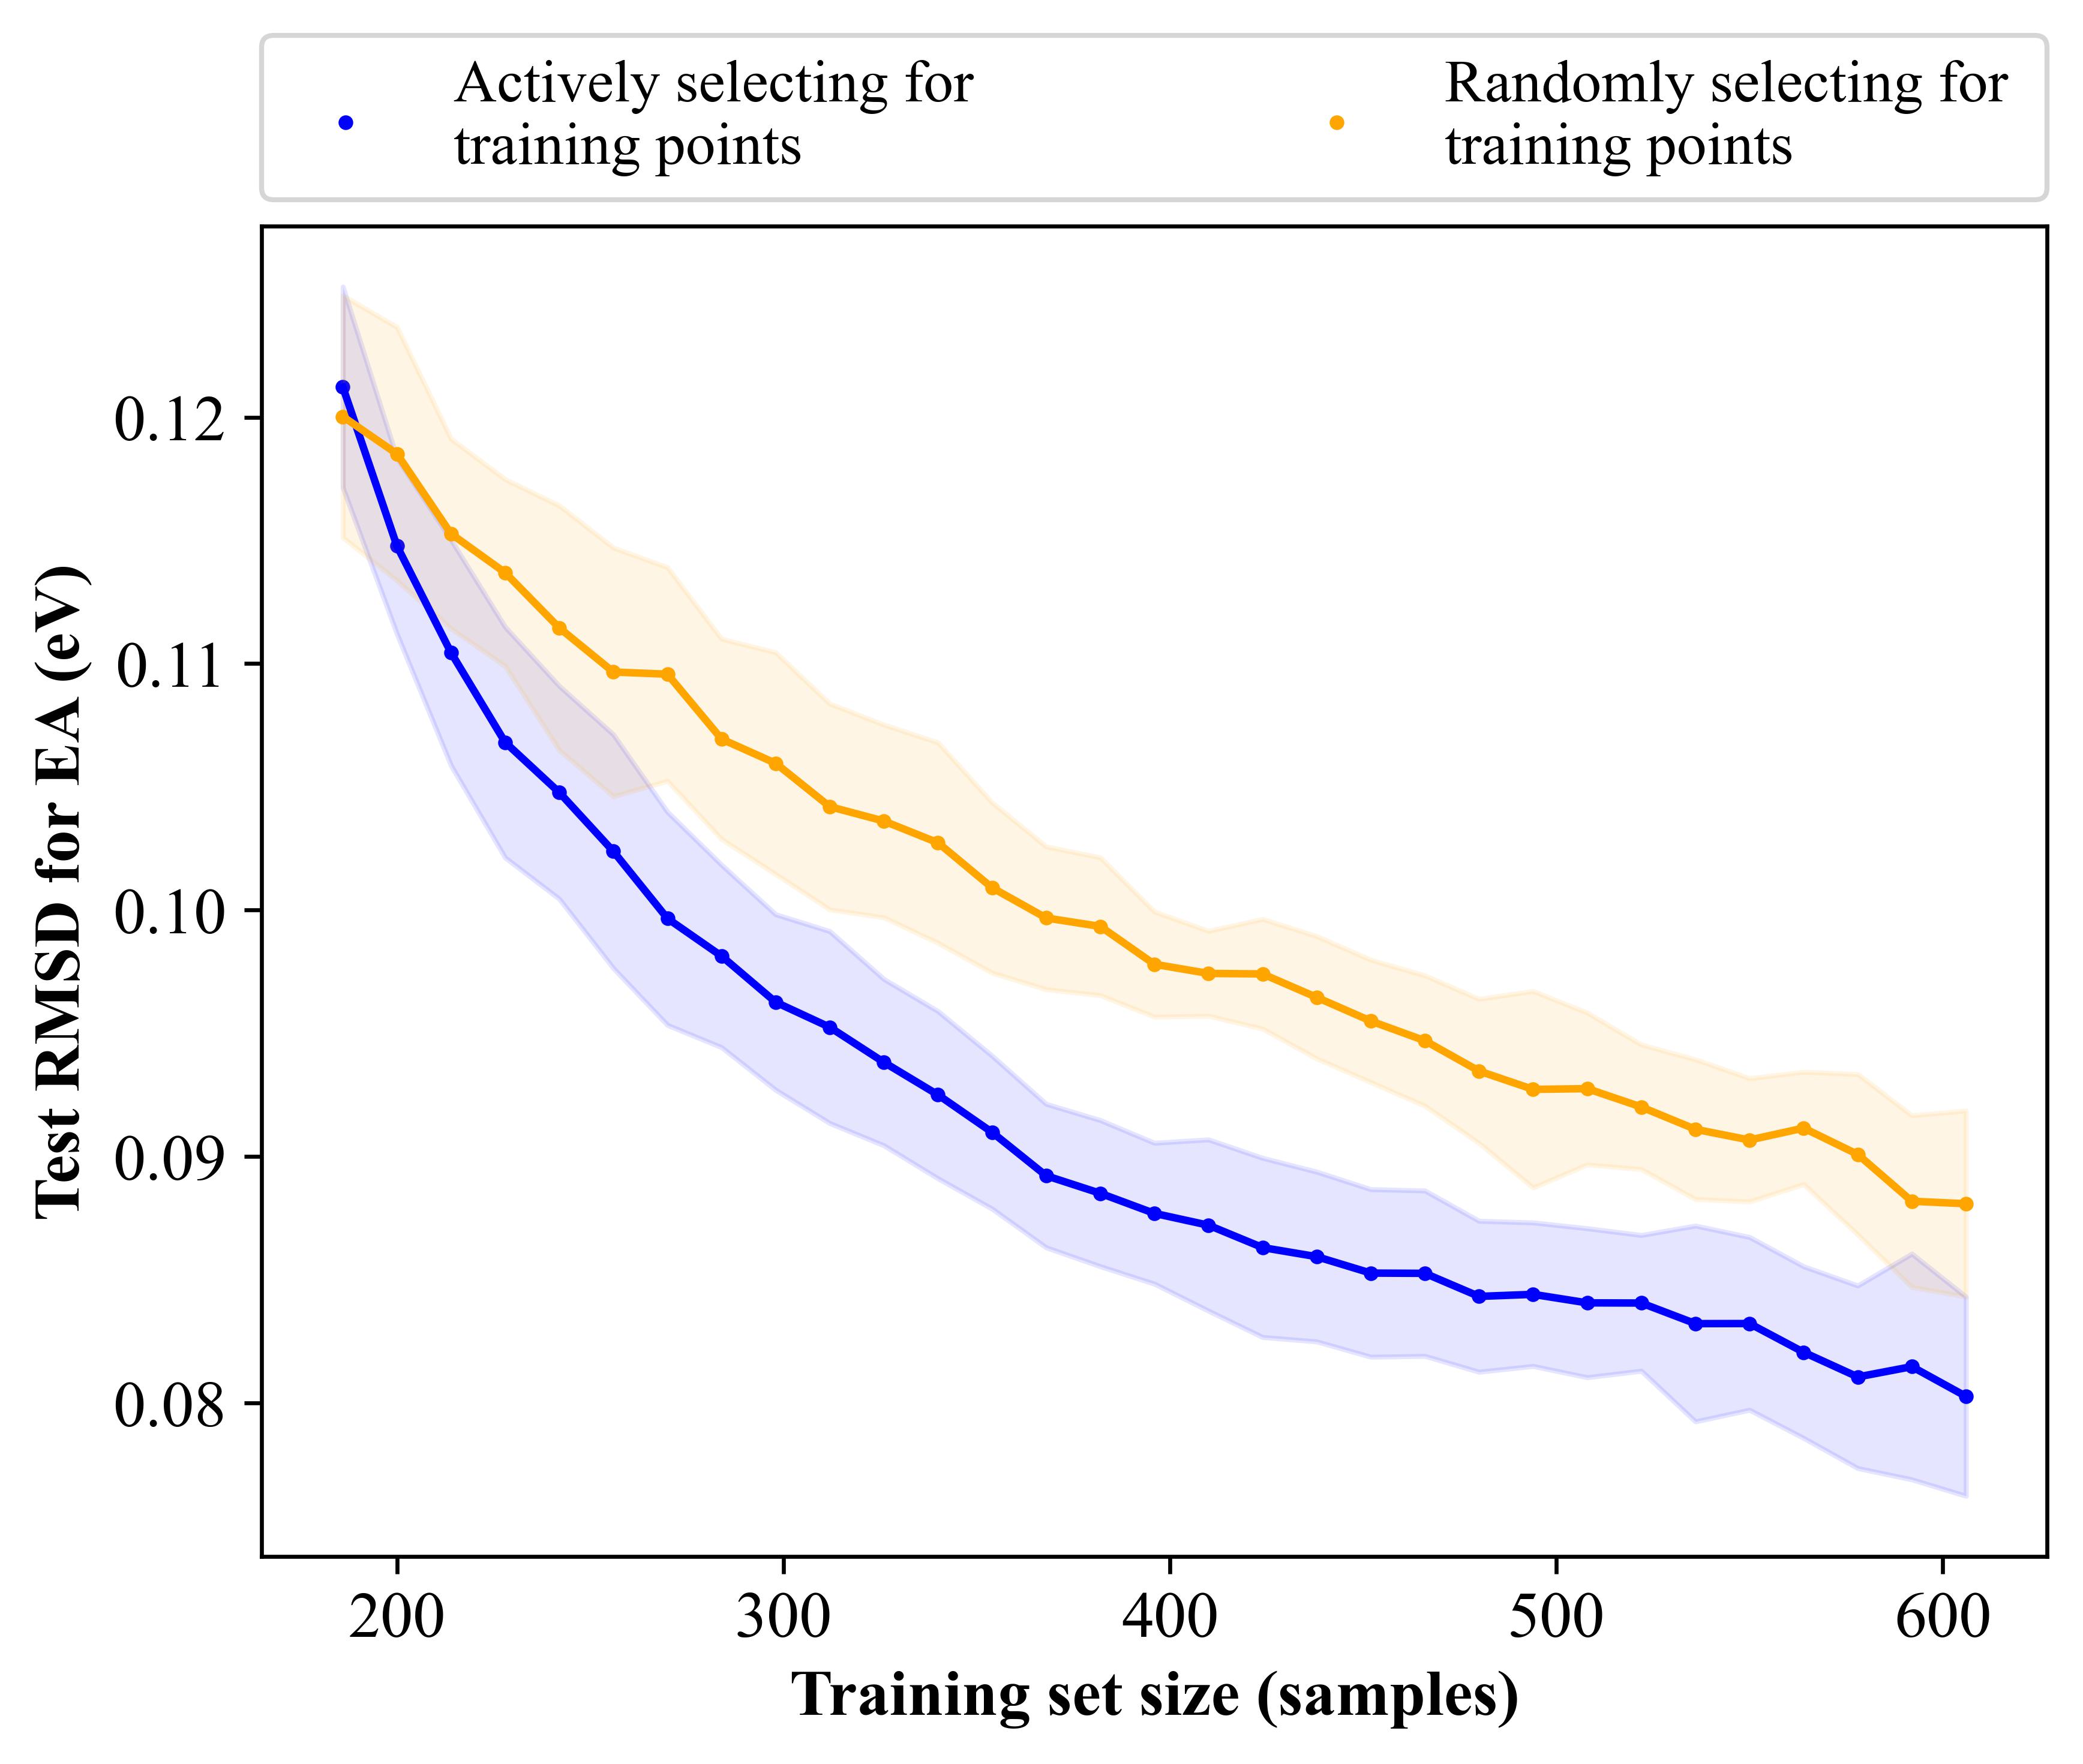 Actively selecting for
training points
Randomly selecting for
training points
Test RMSD for EA (eV)
0.12
0.11
0.10
0.09
0.08
200
300
400
500
600
Training set size (samples)